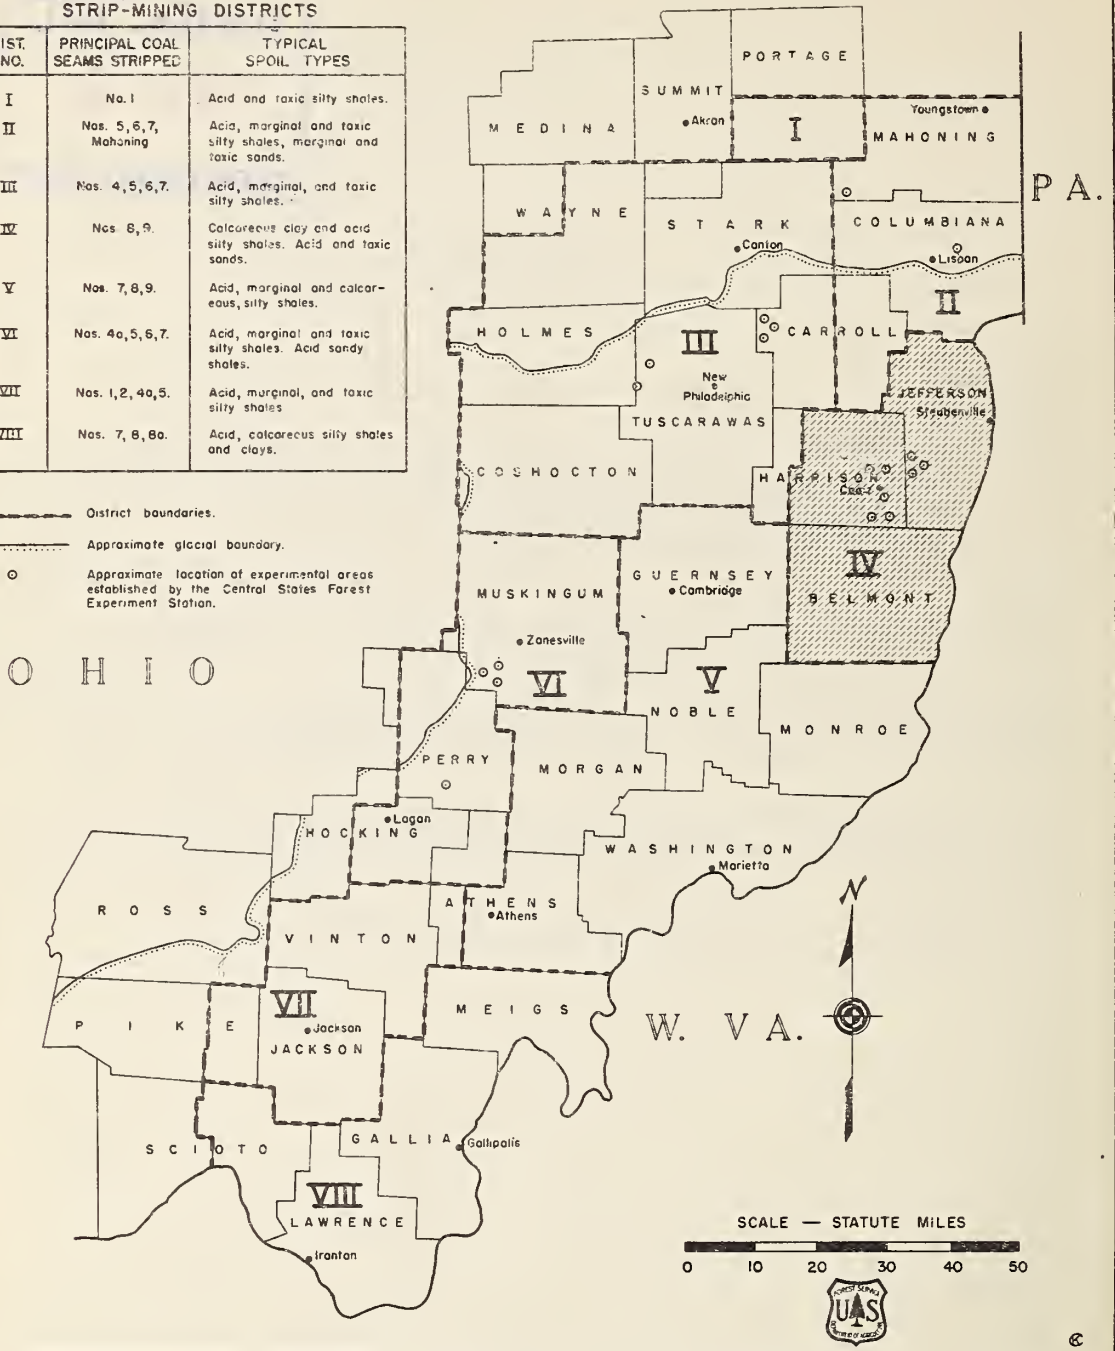 STRIP-MINING DISTRICTS
IST. NO.
PRINCIPAL COAL SEAMS STRIPPED
TYPICAL SPOIL TYPES
I
No. 1
Acid and toxic silty shales.
II
Nos. 5,6,7,
Mahoning
Acid, marginal and toxic
silty shales, marginal and
toxic sands.
III
Nos. 4,5,6,7.
Acid, marginal, and toxic
silty shales.
IV
Nos 8,9.
Calcareous clay and acid
silty shales. Acid and toxic
sands.
V
Nos. 7,8,9.
Acid, marginal and calcar-
eous, silty shales.
VI
Nos. 4a,5,6,7.
Acid, marginal and toxic
silty shales. Acid sandy
shales.
VII
Nos. 1,2,4a,5.
Acid, marginal, and toxic
silty shales
VIII
Nos. 7, 8, 8a.
Acid, calcareous silty shales
and clays.
District boundaries.
Approximate glacial boundary.
Approximate location of experimental areas
established by the Central States Forest
Experiment Station.
OHIO
PORTAGE
SUMMIT
Akron
MEDINA
I
Youngstown
MAHONING
PA.
WAYNE
STARK
Canton
COLUMBIANA
Lisbon
II
HOLMES
III
CARROLL
New
Philadelphia
TUSCARAWAS
JEFFERSON
Steubenville
COSHOCTON
HARRISON
Cadiz
IV
BELMONT
GUERNSEY
Cambridge
MUSKINGUM
Zanesville
VI
V
NOBLE
MONROE
PERRY
MORGAN
Logan
HOCKING
WASHINGTON
Marietta
ROSS
ATHENS
Athens
VINTON
N
MEIGS
W. VA.
PIKE
VII
Jackson
JACKSON
SCIOTO
GALLIA
Gallipolis
VIII
LAWRENCE
Ironton
SCALE — STATUTE MILES
0 10 20 30 40 50
FOREST SERVICE
UAS
DEPARTMENT OF AGRICULTURE